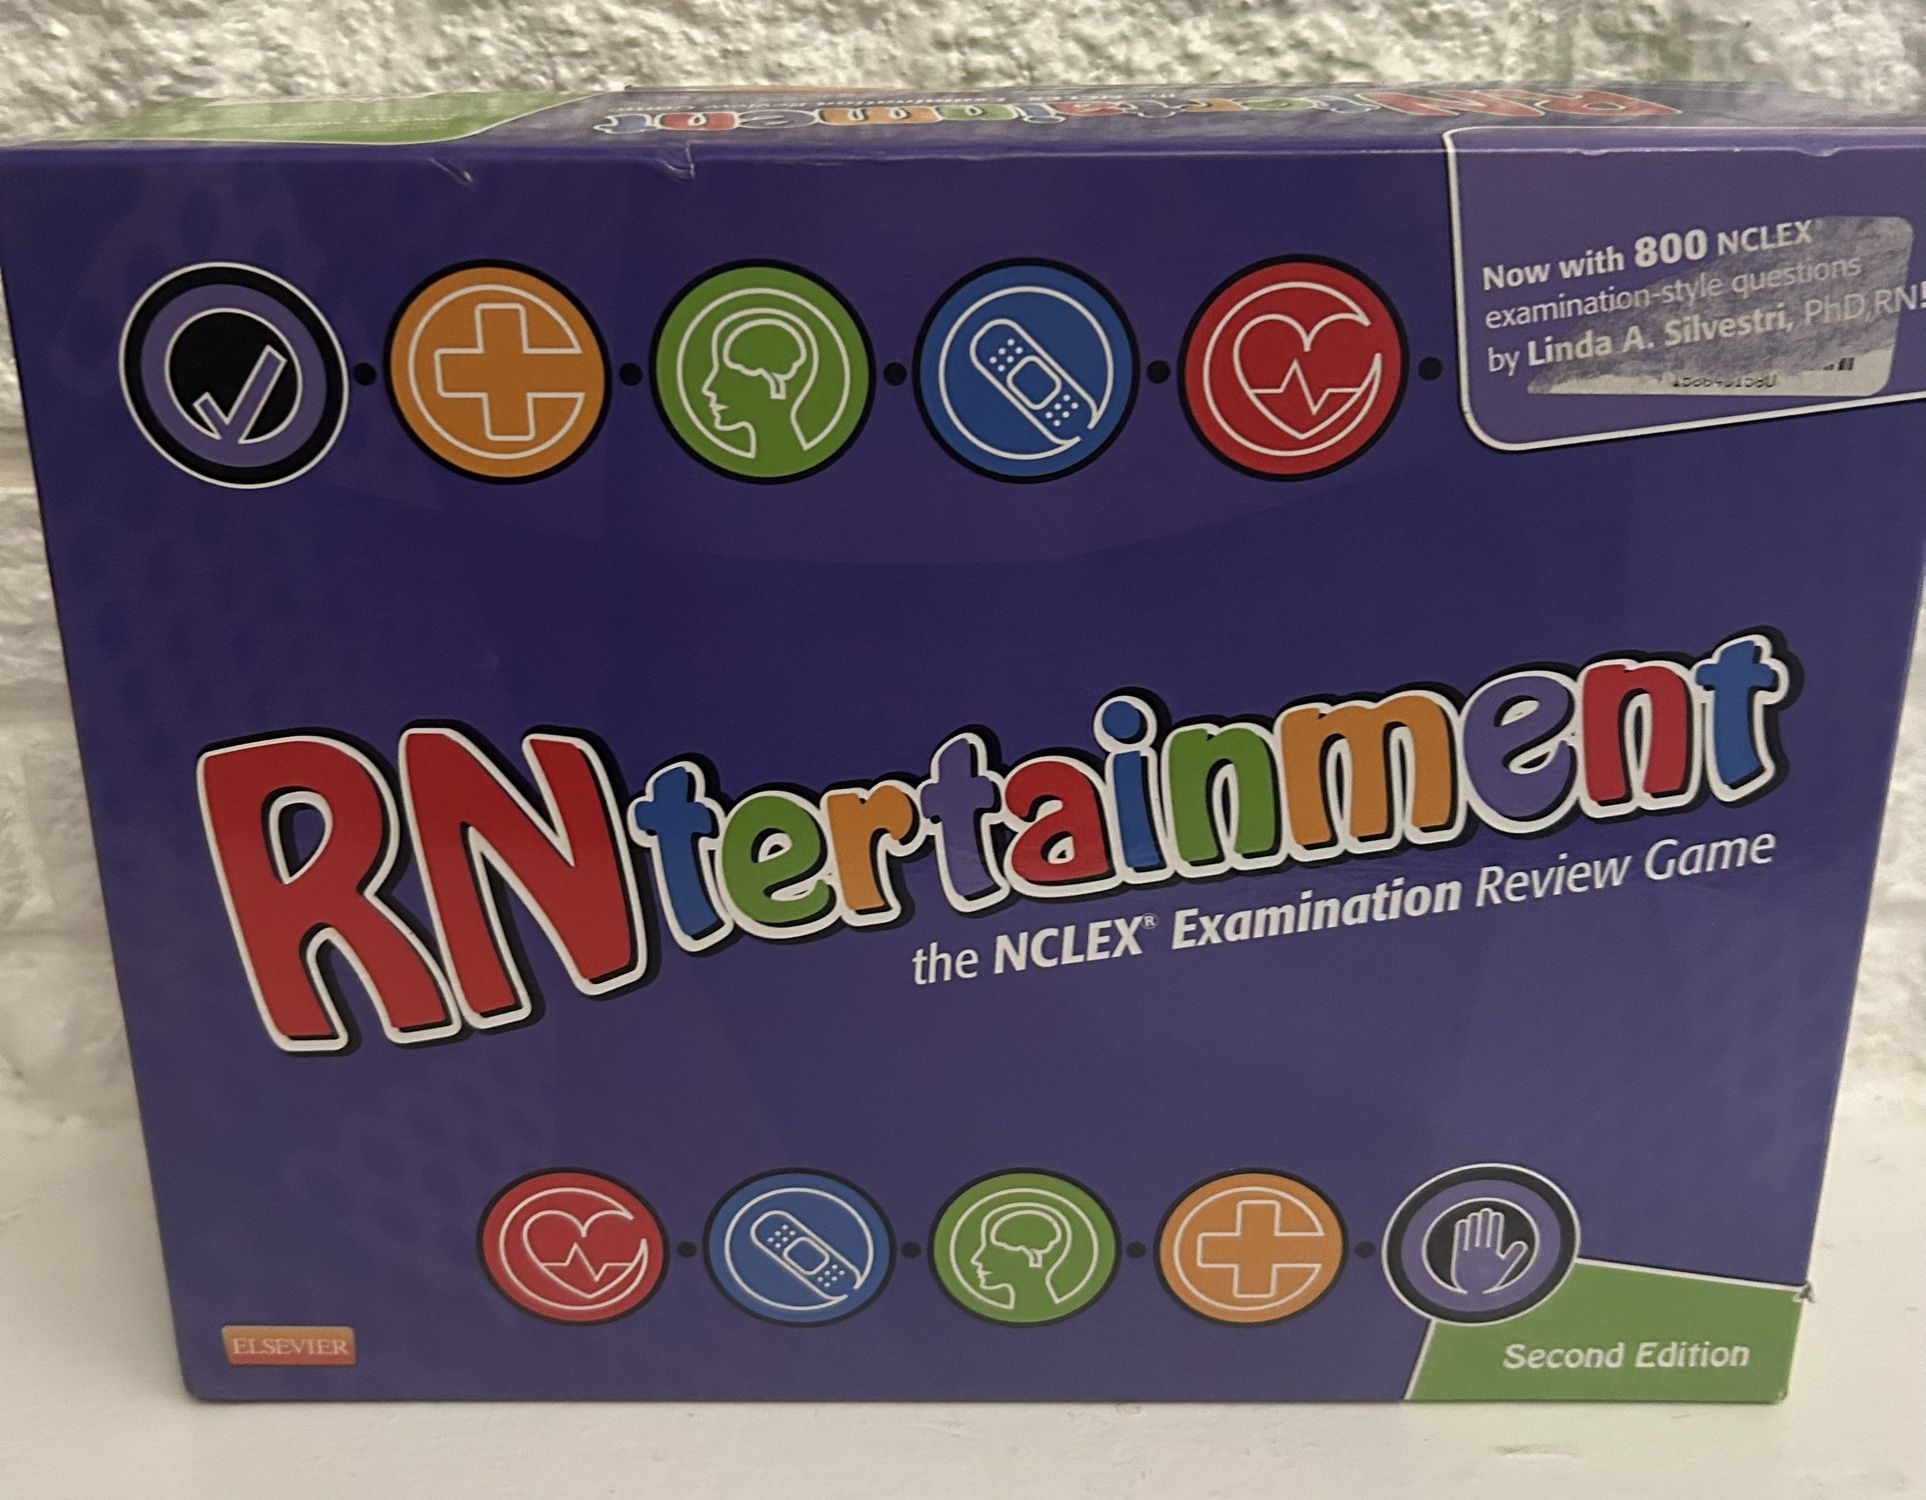 RNtertainment
Now with 800 NCLEX®
examination-style questions
by Linda A. Silvestri, PhD, RN!
RNtertainment
the NCLEX® Examination Review Game
ELSEVIER
Second Edition